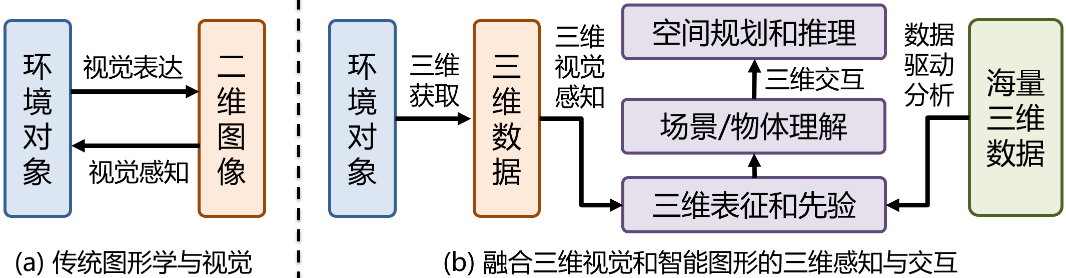 环境对象
视觉表达
视觉感知
二维图像
(a) 传统图形学与视觉
环境对象
三维
获取
三维数据
三维
视觉
感知
空间规划和推理
三维交互
场景/物体理解
三维表征和先验
数据
驱动
分析
海量
三维
数据
(b) 融合三维视觉和智能图形的三维感知与交互